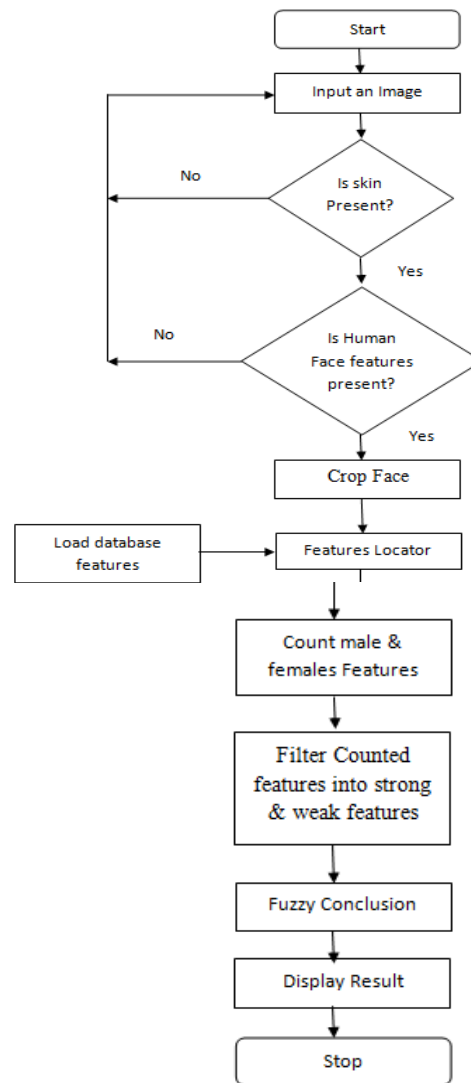 Start
Input an Image
No
Is skin
Present?
Yes
No
Is Human
Face features
present?
Yes
Crop Face
Load database
features
Features Locator
Count male &
females Features
Filter Counted
features into strong
& weak features
Fuzzy Conclusion
Display Result
Stop